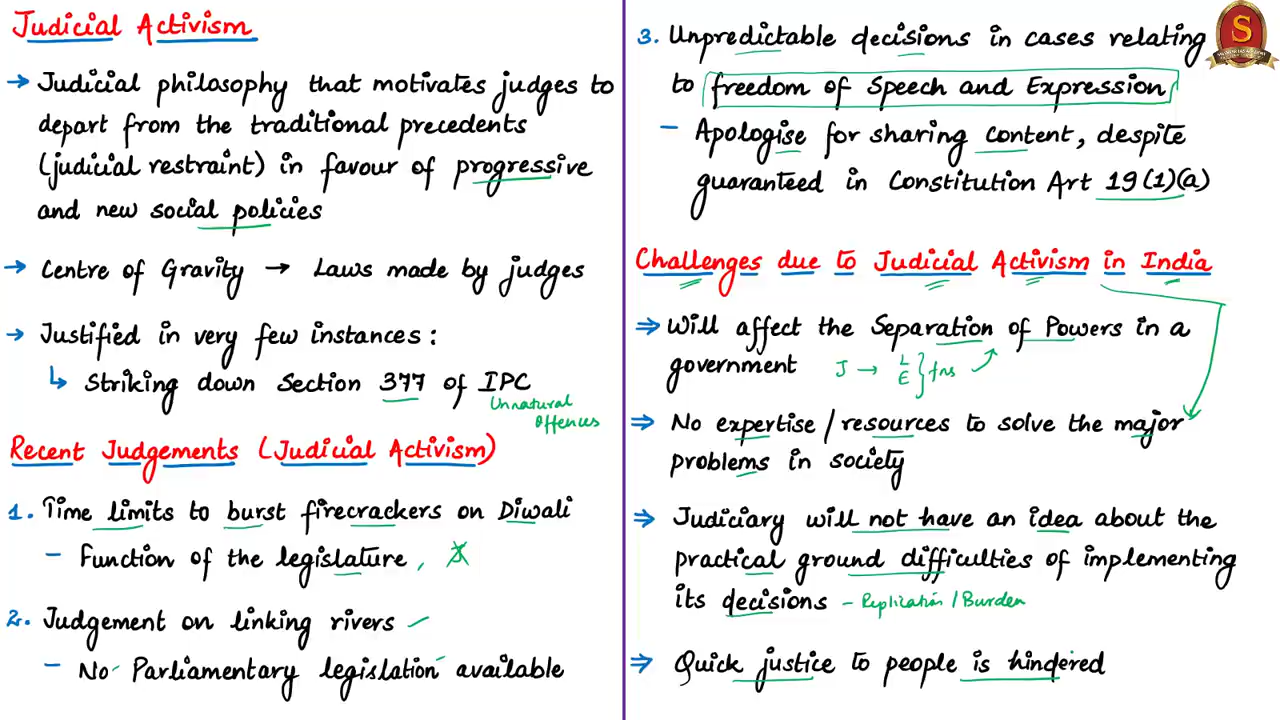 Judicial Activism
→ Judicial philosophy that motivates judges to
depart from the traditional precedents
(judicial restraint) in favour of progressive
and new social policies
→ Centre of Gravity → Laws made by judges
→ Justified in very few instances :
↳ Striking down Section 377 of IPC
Unnatural
Offences
Recent Judgements (Judicial Activism)
1. Time limits to burst firecrackers on Diwali
- Function of the legislature,
2. Judgement on linking rivers
- No Parliamentary legislation available
3. Unpredictable decisions in cases relating
to freedom of Speech and Expression
- Apologise for sharing content, despite
guaranteed in Constitution Art 19(1)(a)
Challenges due to Judicial Activism in India
⇒ Will affect the Separation of Powers in a
government J → L E } fns
⇒ No expertise / resources to solve the major
problems in society
⇒ Judiciary will not have an idea about the
practical ground difficulties of implementing
its decisions - Replication / Burden
⇒ Quick justice to people is hindered
S